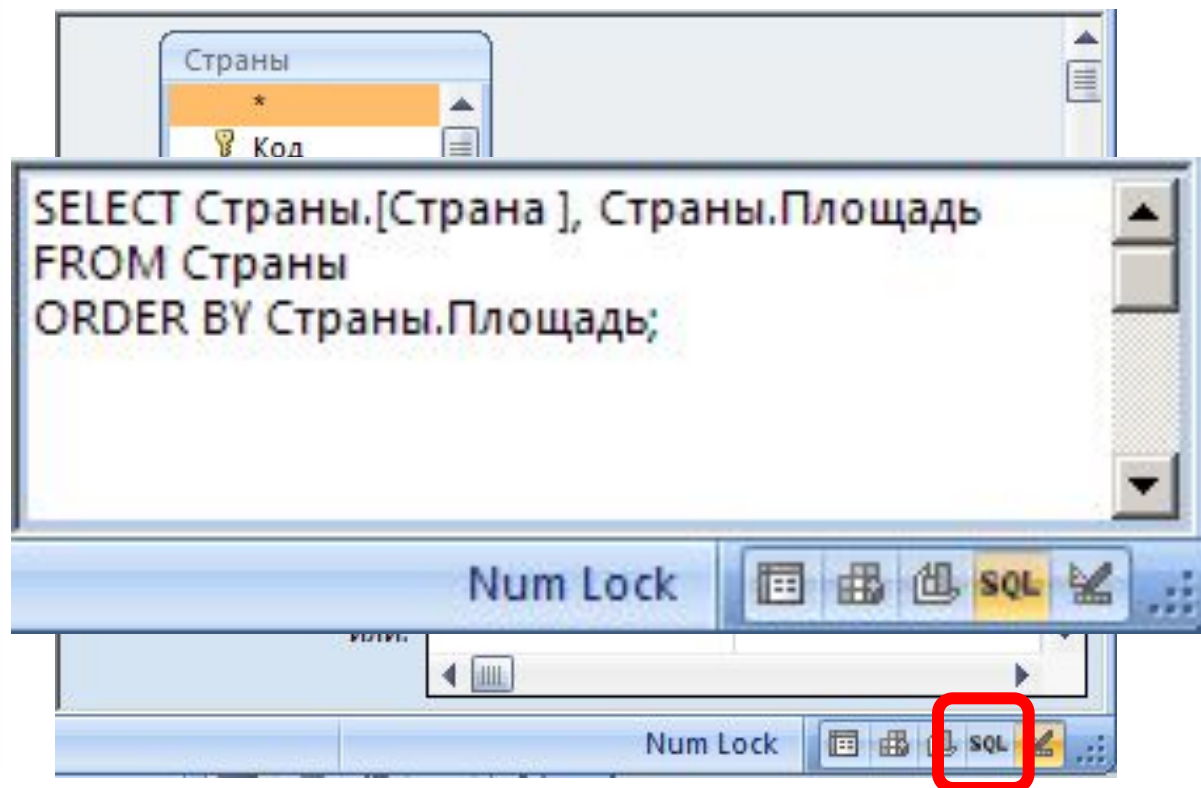 Страны
*
Код
SELECT Страны.[Страна ], Страны.Площадь
FROM Страны
ORDER BY Страны.Площадь;
Num Lock
SQL
или:
Num Lock
SQL